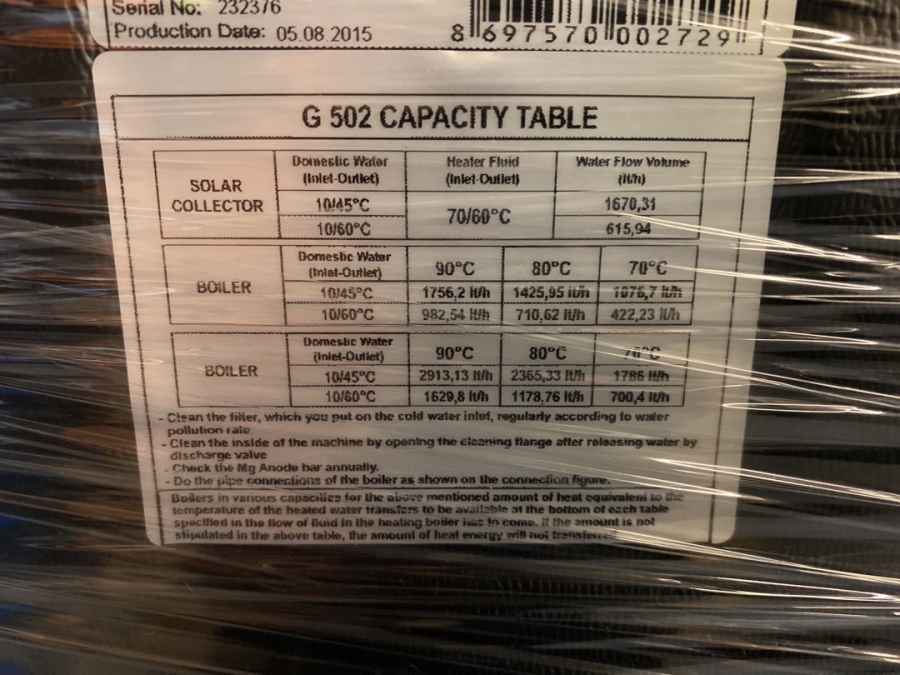 Serial No: 232376
Production Date: 05.08.2015
8 697570 002729
G 502 CAPACITY TABLE
SOLAR COLLECTOR
Domestic Water (Inlet-Outlet)
Heater Fluid (Inlet-Outlet)
Water Flow Volume (lt/h)
10/45°C
70/60°C
1670,31
10/60°C
615,94
BOILER
Domestic Water (Inlet-Outlet)
90°C
80°C
70°C
10/45°C
1756,2 lt/h
1425,95 lt/h
1076,7 lt/h
10/60°C
982,54 lt/h
710,62 lt/h
422,23 lt/h
BOILER
Domestic Water (Inlet-Outlet)
90°C
80°C
70°C
10/45°C
2913,13 lt/h
2365,33 lt/h
1786 lt/h
10/60°C
1629,8 lt/h
1178,76 lt/h
700,4 lt/h
- Clean the filter, which you put on the cold water inlet, regularly according to water
pollution rate.
- Clean the inside of the machine by opening the cleaning flange after releasing water by
discharge valve
- Check the Mg Anode bar annually.
- Do the pipe connections of the boiler as shown on the connection figure.
Boilers in various capacities for the above mentioned amount of heat equivalent to the
temperature of the heated water transfers to be available at the bottom of each table
specified in the flow of fluid in the heating boiler has to come. If the amount is not
stipulated in the above table, the amount of heat energy will not transferred